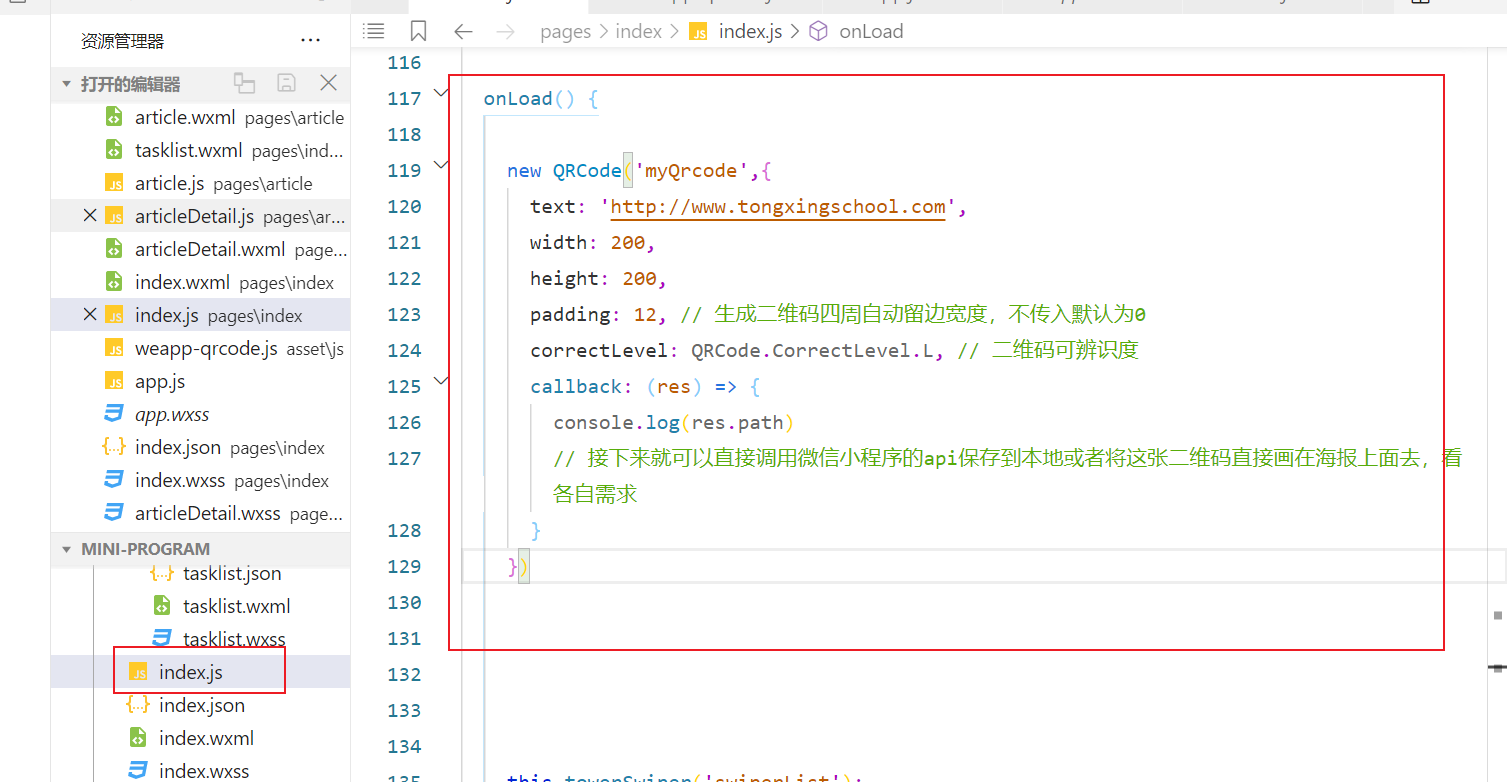 资源管理器 ...
打开的编辑器
article.wxml pages\article
tasklist.wxml pages\ind...
article.js pages\article
articleDetail.js pages\ar...
articleDetail.wxml page...
index.wxml pages\index
index.js pages\index
weapp-qrcode.js asset\js
app.js
app.wxss
index.json pages\index
index.wxss pages\index
articleDetail.wxss page...
MINI-PROGRAM
tasklist.json
tasklist.wxml
tasklist.wxss
index.js
index.json
index.wxml
index.wxss
pages > index > JS index.js > onLoad
116
117 onLoad() {
118
119 new QRCode('myQrcode',{
120 text: 'http://www.tongxingschool.com',
121 width: 200,
122 height: 200,
123 padding: 12, // 生成二维码四周自动留边宽度，不传入默认为0
124 correctLevel: QRCode.CorrectLevel.L, // 二维码可辨识度
125 callback: (res) => {
126 console.log(res.path)
127 // 接下来就可以直接调用微信小程序的api保存到本地或者将这张二维码直接画在海报上面去，看
各自需求
128 }
129 })
130
131
132
133
134
135 this.towerSwiper('swiperList');